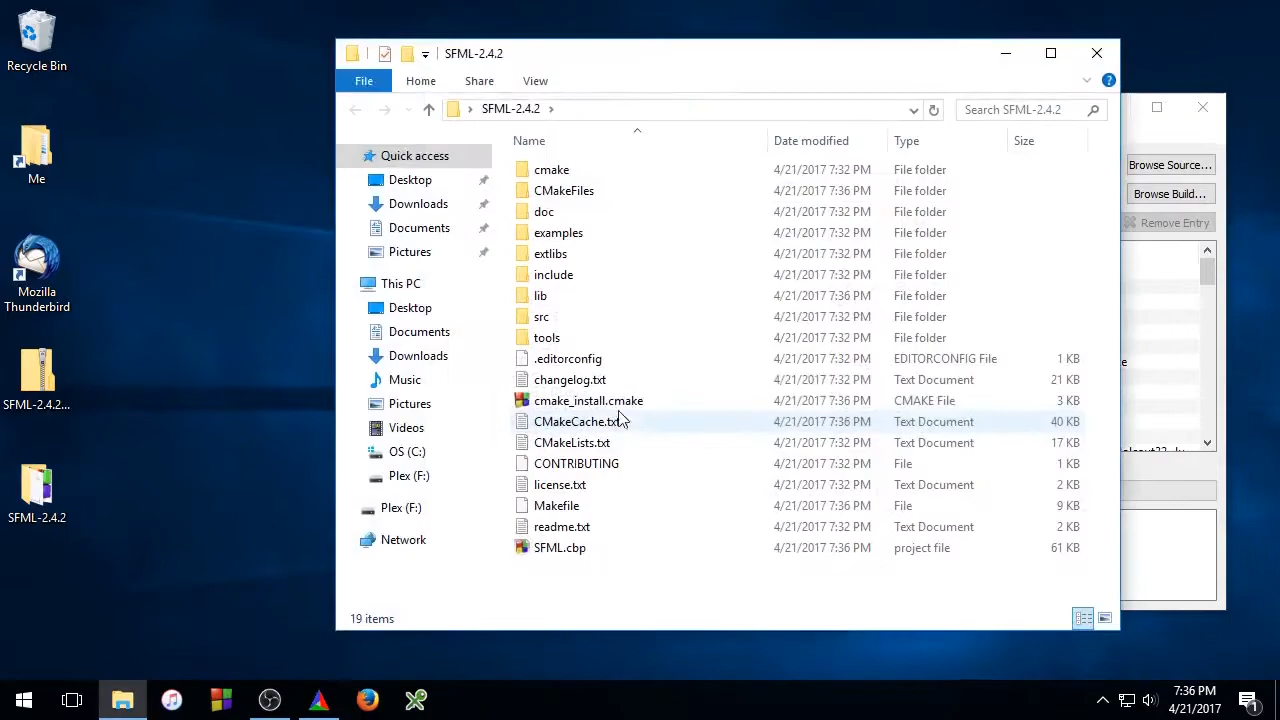 Recycle Bin
Me
Mozilla
Thunderbird
SFML-2.4.2...
SFML-2.4.2
SFML-2.4.2
File Home Share View
SFML-2.4.2
Search SFML-2.4.2
Name Date modified Type Size
Quick access
Desktop
Downloads
Documents
Pictures
This PC
Desktop
Documents
Downloads
Music
Pictures
Videos
OS (C:)
Plex (F:)
Plex (F:)
Network
cmake 4/21/2017 7:32 PM File folder
CMakeFiles 4/21/2017 7:36 PM File folder
doc 4/21/2017 7:32 PM File folder
examples 4/21/2017 7:32 PM File folder
extlibs 4/21/2017 7:32 PM File folder
include 4/21/2017 7:32 PM File folder
lib 4/21/2017 7:36 PM File folder
src 4/21/2017 7:32 PM File folder
tools 4/21/2017 7:32 PM File folder
.editorconfig 4/21/2017 7:32 PM EDITORCONFIG File 1 KB
changelog.txt 4/21/2017 7:32 PM Text Document 21 KB
cmake_install.cmake 4/21/2017 7:36 PM CMAKE File 3 KB
CMakeCache.txt 4/21/2017 7:36 PM Text Document 40 KB
CMakeLists.txt 4/21/2017 7:32 PM Text Document 17 KB
CONTRIBUTING 4/21/2017 7:32 PM File 1 KB
license.txt 4/21/2017 7:32 PM Text Document 2 KB
Makefile 4/21/2017 7:36 PM File 9 KB
readme.txt 4/21/2017 7:32 PM Text Document 2 KB
SFML.cbp 4/21/2017 7:36 PM project file 61 KB
19 items
Browse Source...
Browse Build...
Remove Entry
7:36 PM
4/21/2017
1